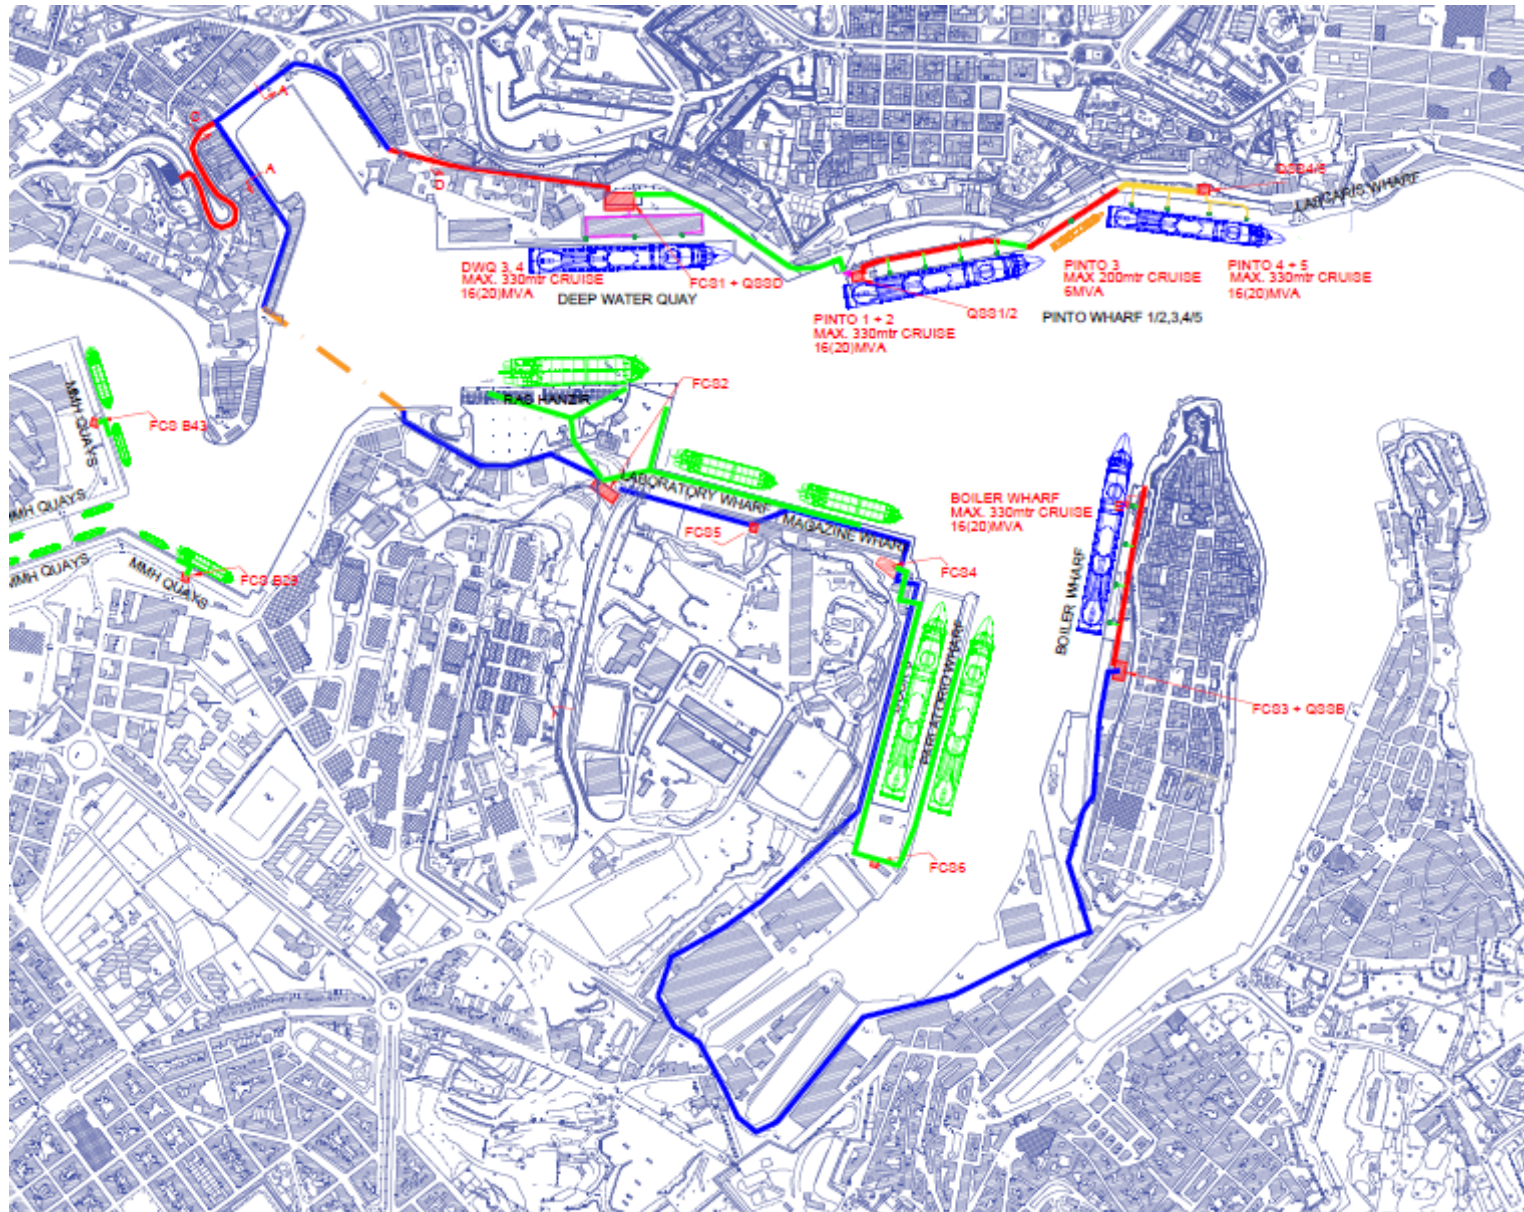 A
C
A
D
QSS4/5
LASCARIS WHARF
DWQ 3, 4
MAX. 330mtr CRUISE
16(20)MVA
DEEP WATER QUAY
FCS1 + QSSD
PINTO 1 + 2
MAX. 330mtr CRUISE
16(20)MVA
QSS1/2
PINTO 3
MAX 200mtr CRUISE
6MVA
PINTO 4 + 5
MAX. 330mtr CRUISE
16(20)MVA
PINTO WHARF 1/2,3,4/5
FCS2
RAS HANZIR
MMH QUAYS
FCS B43
MMH QUAYS
MMH QUAYS
MMH QUAYS
FCS B23
LABORATORY WHARF
FCS5
MAGAZINE WHARF
FCS4
BOILER WHARF
MAX. 330mtr CRUISE
16(20)MVA
BOILER WHARF
PARLATORIO WHARF
FCS3 + QSSB
FCS6